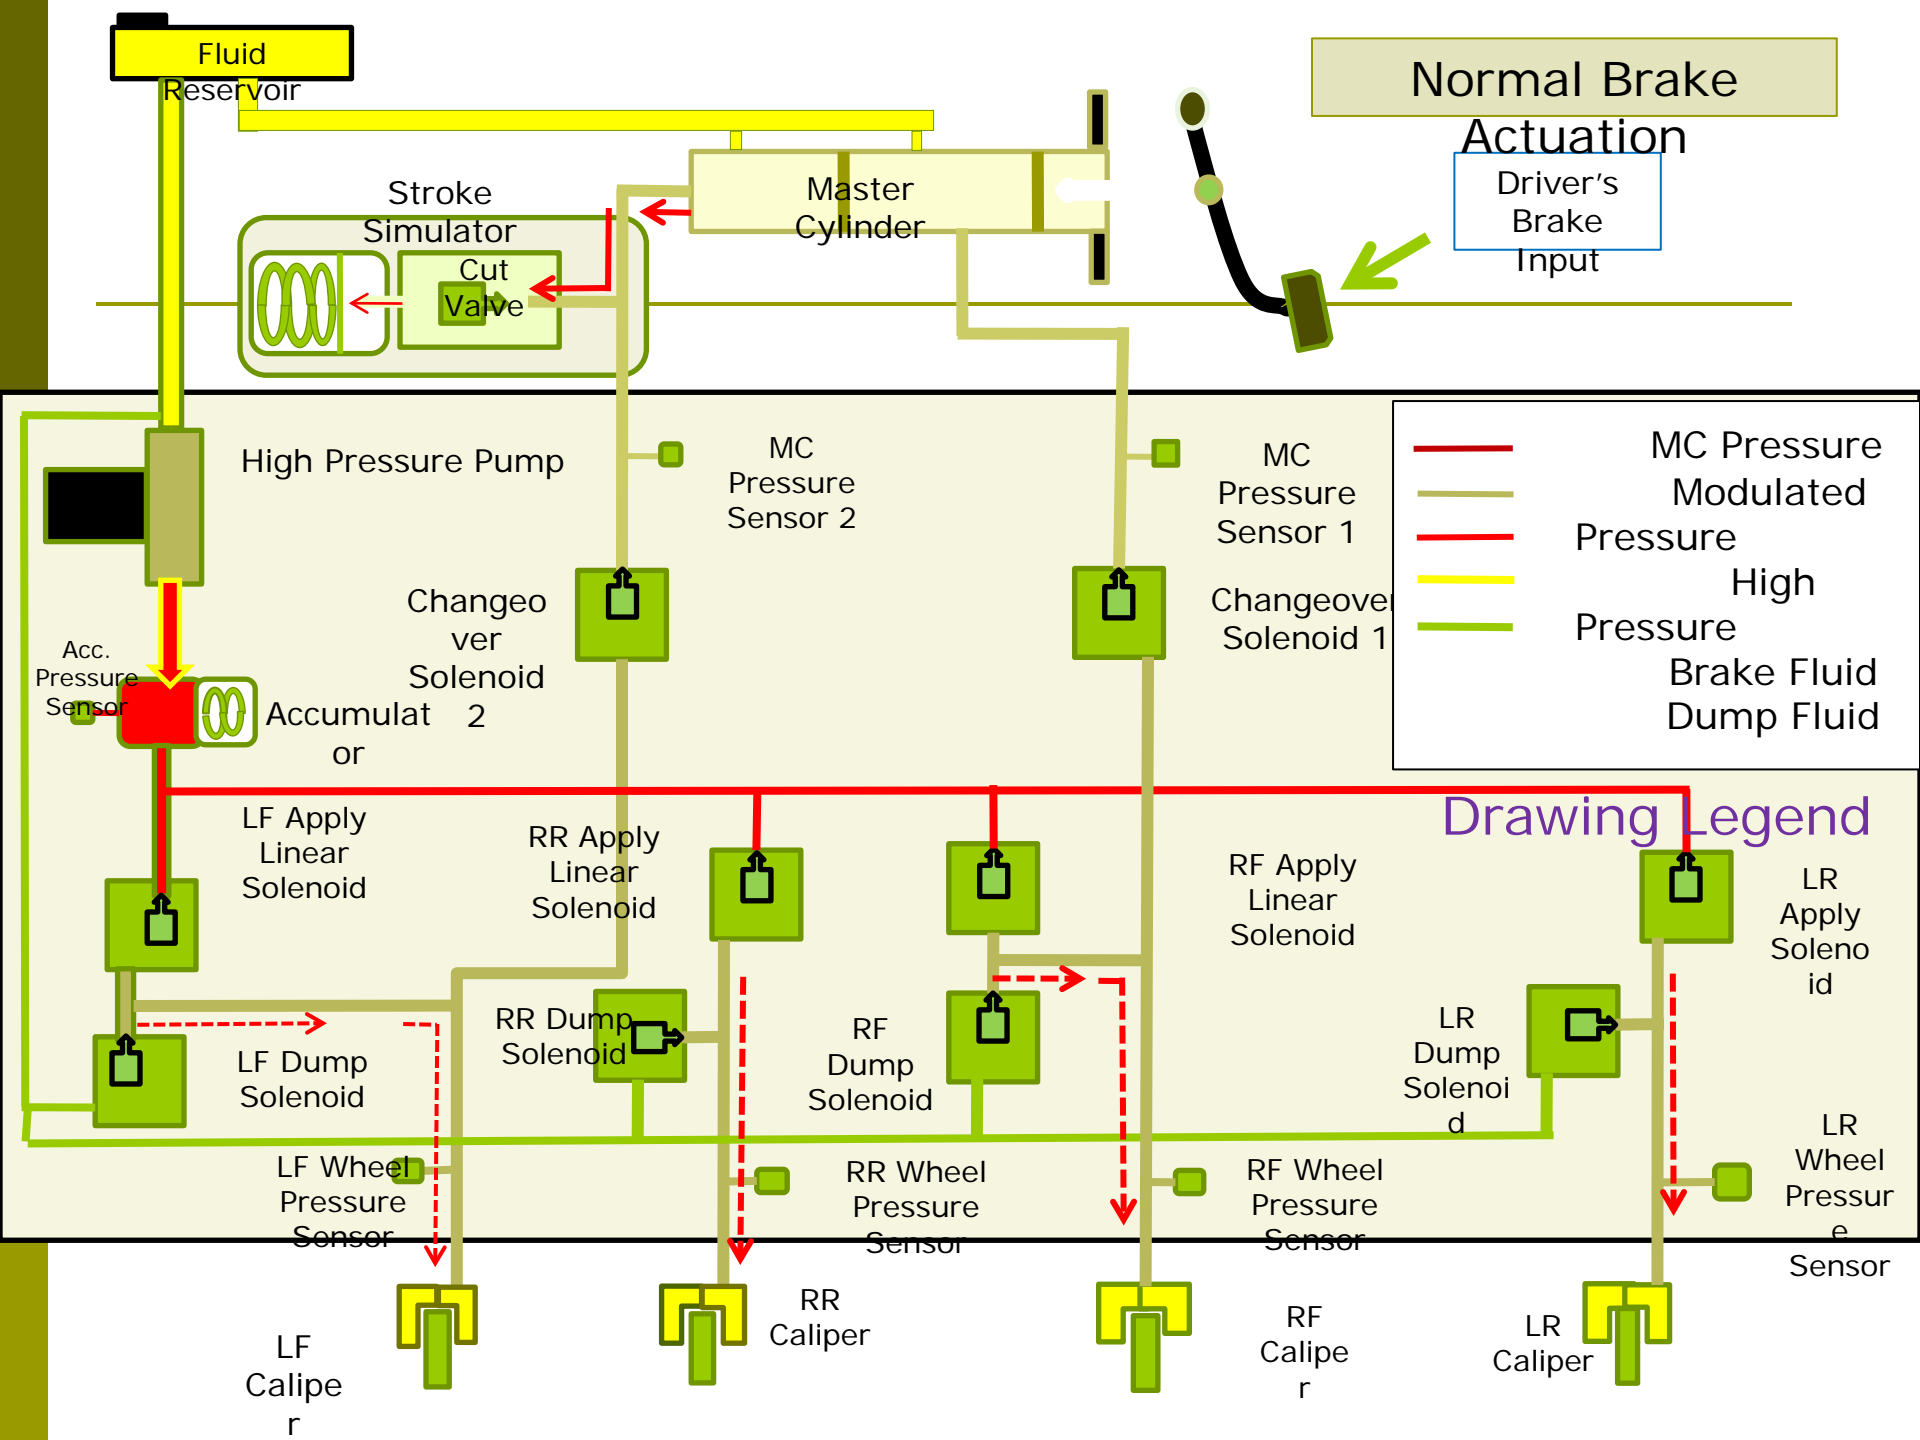 Fluid
Reservoir
Normal Brake
Actuation
Driver’s
Brake
Input
Stroke
Simulator
Cut
Valve
Master
Cylinder
High Pressure Pump
MC
Pressure
Sensor 2
MC
Pressure
Sensor 1
MC Pressure
Modulated
Pressure
High
Pressure
Brake Fluid
Dump Fluid
Drawing Legend
Changeo
ver
Solenoid
2
Changeover
Solenoid 1
Acc.
Pressure
Sensor
Accumulat
or
LF Apply
Linear
Solenoid
RR Apply
Linear
Solenoid
RF Apply
Linear
Solenoid
LR
Apply
Soleno
id
LF Dump
Solenoid
RR Dump
Solenoid
RF
Dump
Solenoid
LR
Dump
Solenoi
d
LF Wheel
Pressure
Sensor
RR Wheel
Pressure
Sensor
RF Wheel
Pressure
Sensor
LR
Wheel
Pressur
e
Sensor
LF
Calipe
r
RR
Caliper
RF
Calipe
r
LR
Caliper